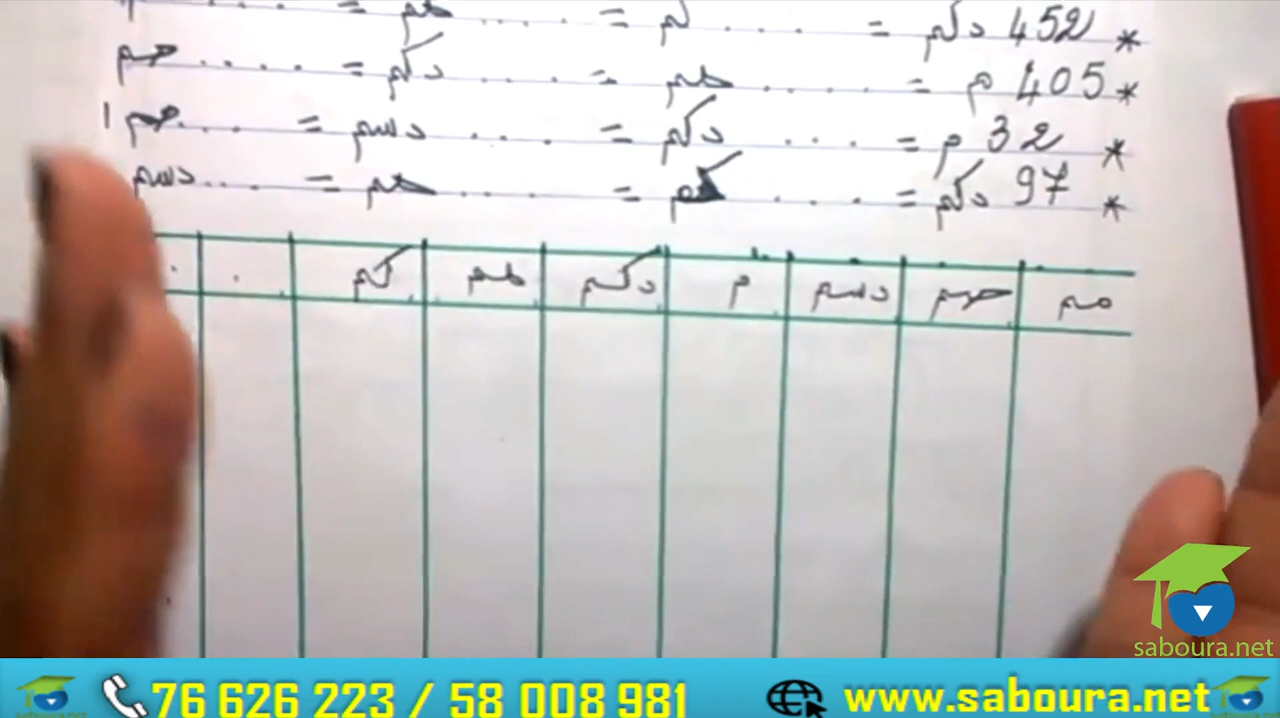 * 452 دكم = .... م = .... هم =
* 405 م = ..... هم = .... دكم = ..... صم
* 32 م = .... دكم = .... دسم = .... صم
* 97 دكم = .... كم = .... هم = .... دسم
مم صم دسم م دكم هم كم . .
saboura.net
76 626 223 / 58 008 981 www.saboura.net